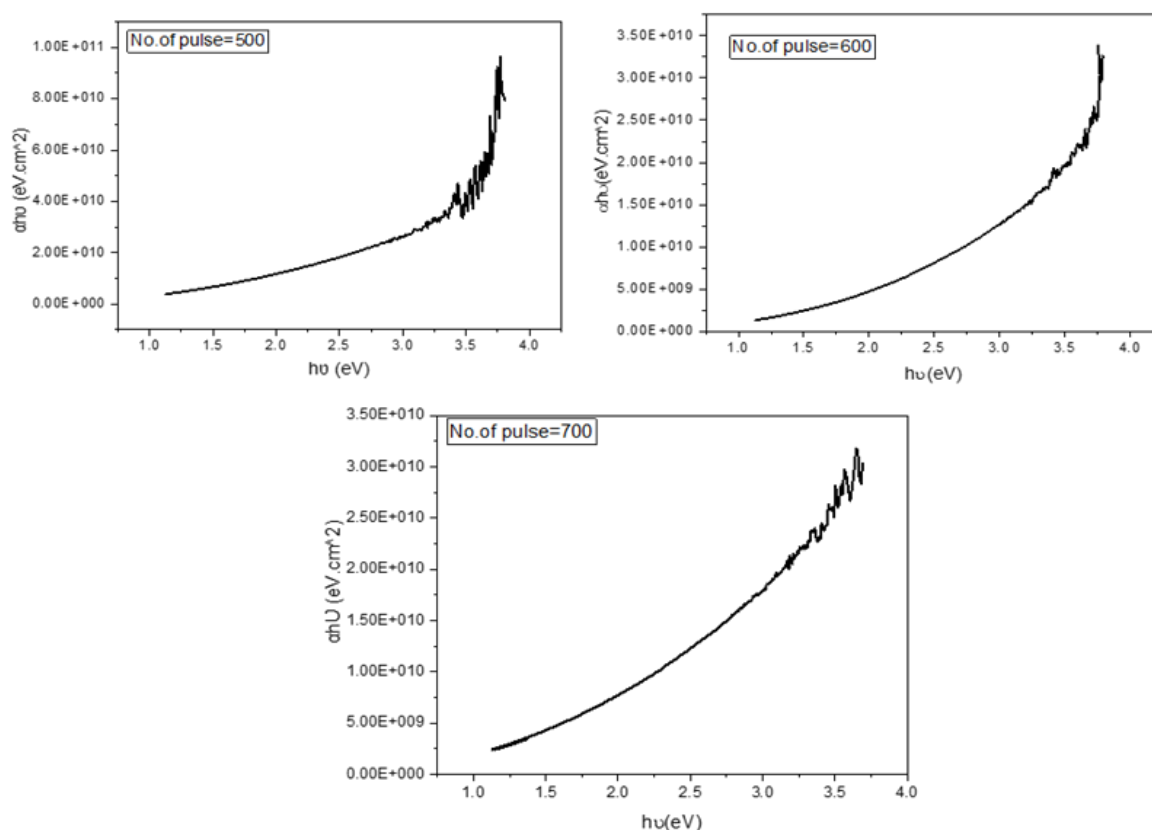 No.of pulse=500
1.00E+011
8.00E+010
6.00E+010
4.00E+010
2.00E+010
0.00E+000
αhυ (eV.cm^2)
1.0 1.5 2.0 2.5 3.0 3.5 4.0
hυ (eV)
No.of pulse=600
3.50E+010
3.00E+010
2.50E+010
2.00E+010
1.50E+010
1.00E+010
5.00E+009
0.00E+000
αhυ(eV.cm^2)
1.0 1.5 2.0 2.5 3.0 3.5 4.0
hυ(eV)
No.of pulse=700
3.50E+010
3.00E+010
2.50E+010
2.00E+010
1.50E+010
1.00E+010
5.00E+009
0.00E+000
αhU (eV.cm^2)
1.0 1.5 2.0 2.5 3.0 3.5 4.0
hυ(eV)